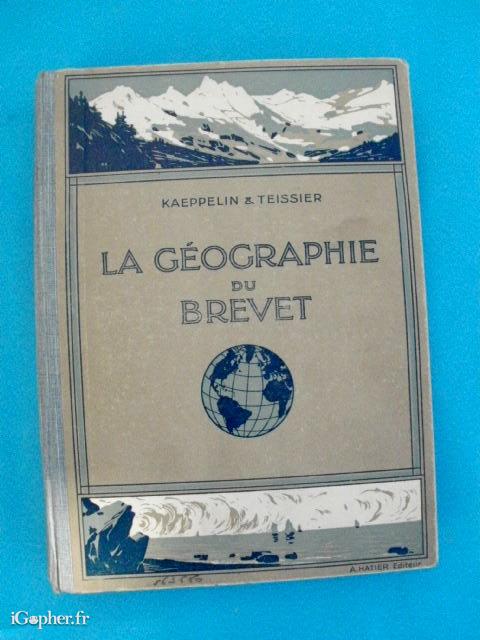 KAEPPELIN & TEISSIER
LA GÉOGRAPHIE
DU
BREVET
A. HATIER Éditeur
iGopher.fr